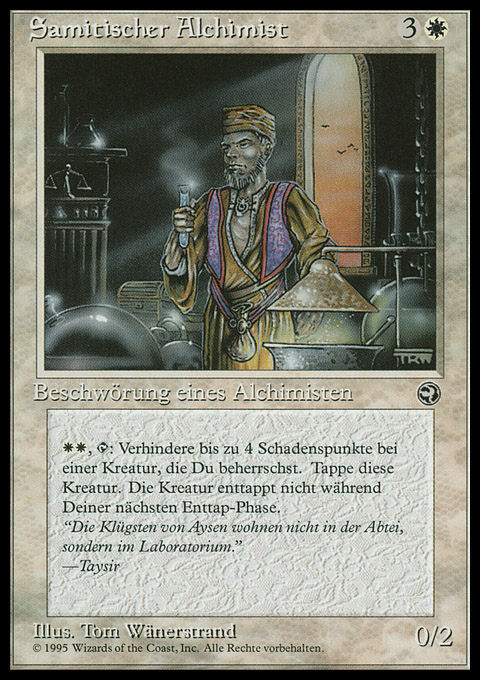 Samitischer Alchimist 3
TRW
Beschwörung eines Alchimisten
, : Verhindere bis zu 4 Schadenspunkte bei
einer Kreatur, die Du beherrschst. Tappe diese
Kreatur. Die Kreatur enttappt nicht während
Deiner nächsten Enttap-Phase.
“Die Klügsten von Aysen wohnen nicht in der Abtei,
sondern im Laboratorium.”
—Taysir
Illus. Tom Wänerstrand
0/2
© 1995 Wizards of the Coast, Inc. Alle Rechte vorbehalten.